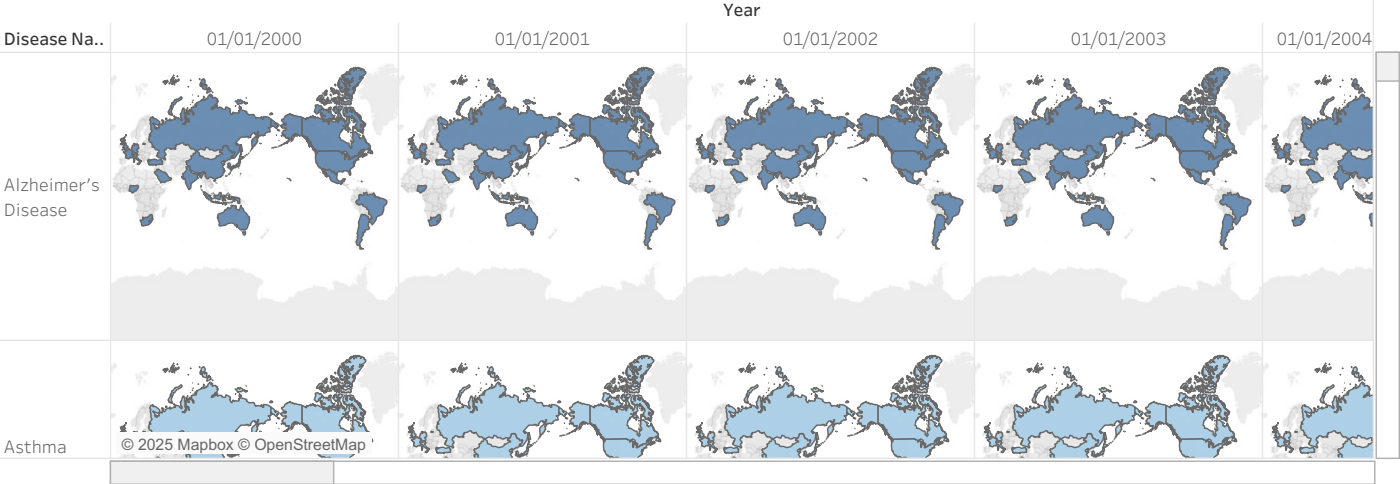 Year
Disease Na..
01/01/2000
01/01/2001
01/01/2002
01/01/2003
01/01/2004
Alzheimer's
Disease
Asthma
© 2025 Mapbox © OpenStreetMap